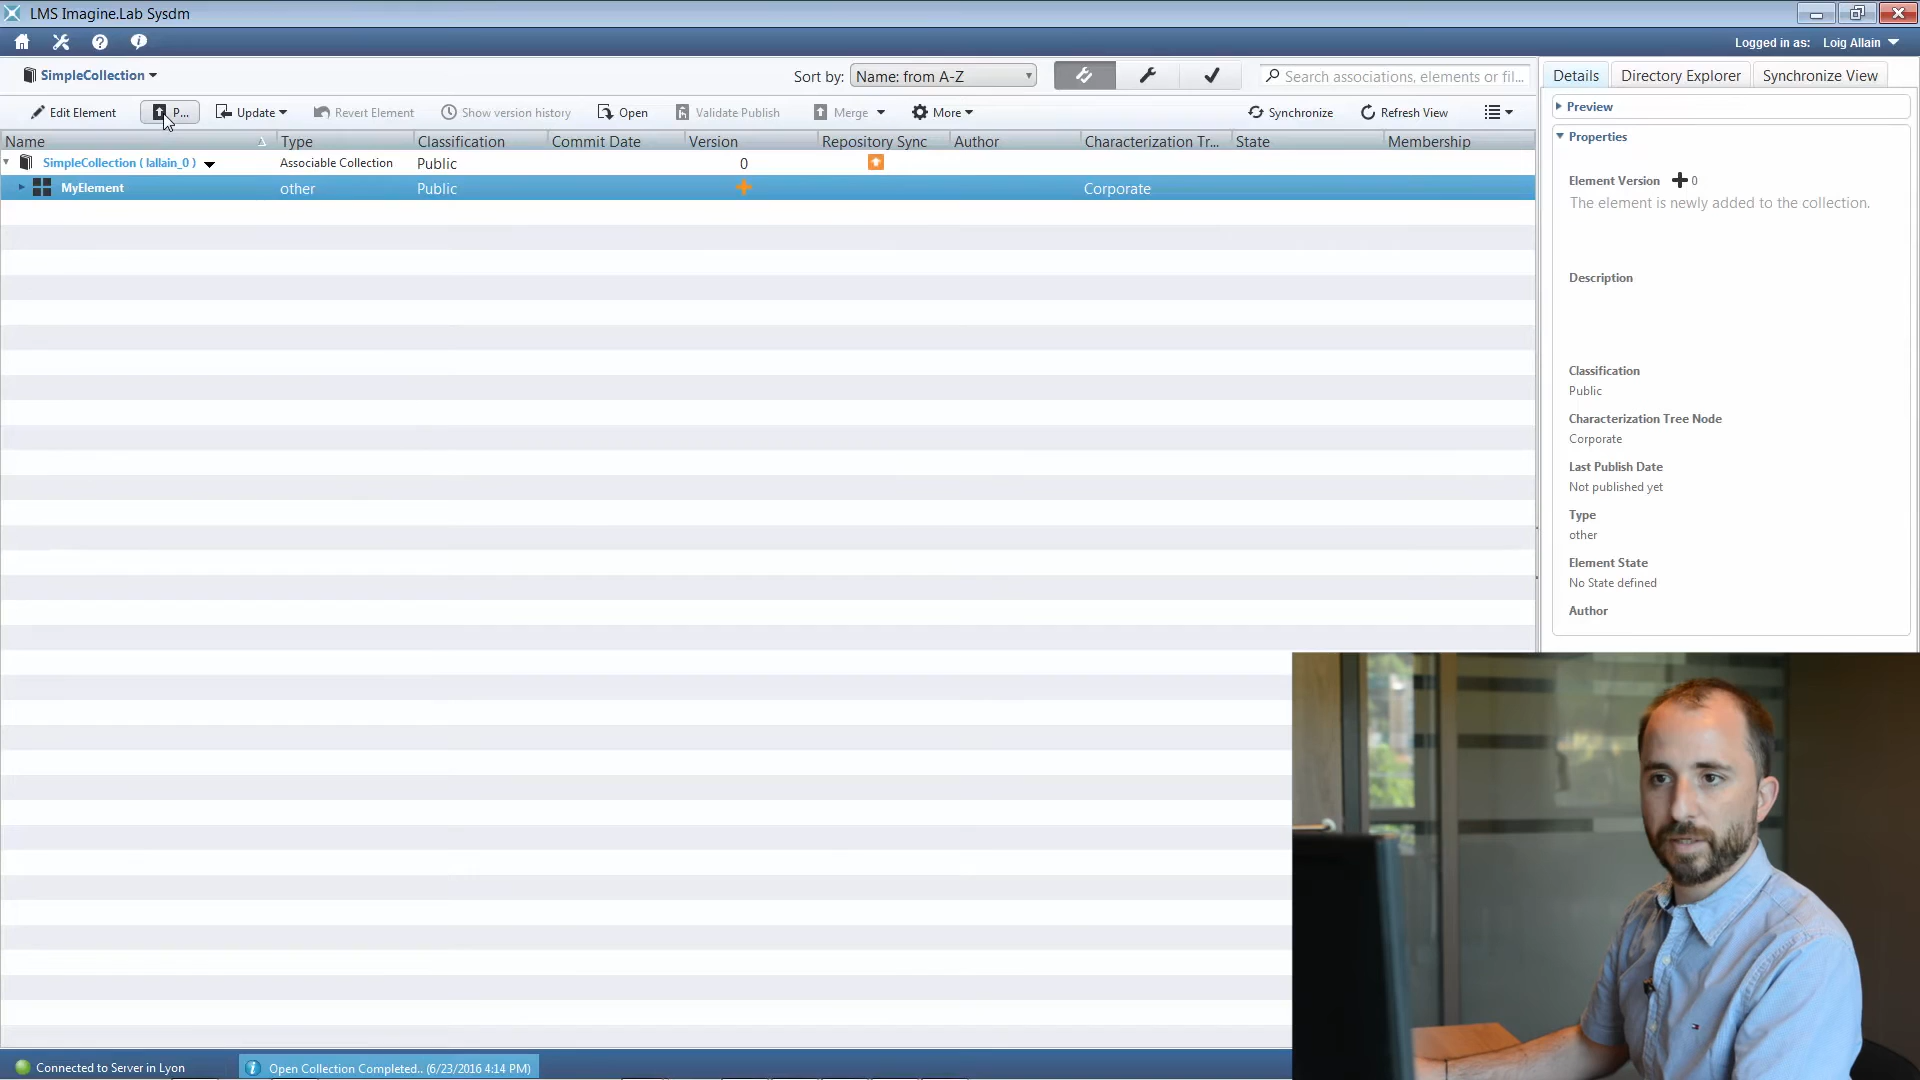 LMS Imagine.Lab Sysdm
Logged in as: Loig Allain
SimpleCollection
Sort by: Name: from A-Z
Search associations, elements or fil...
Details Directory Explorer Synchronize View
Edit Element P... Update Revert Element Show version history Open Validate Publish Merge More Synchronize Refresh View
Preview
Name Type Classification Commit Date Version Repository Sync Author Characterization Tr... State Membership
Properties
SimpleCollection ( lallain_0 ) Associable Collection Public 0
MyElement other Public Corporate
Element Version 0
The element is newly added to the collection.
Description
Classification
Public
Characterization Tree Node
Corporate
Last Publish Date
Not published yet
Type
other
Element State
No State defined
Author
Connected to Server in Lyon
Open Collection Completed.. (6/23/2016 4:14 PM)